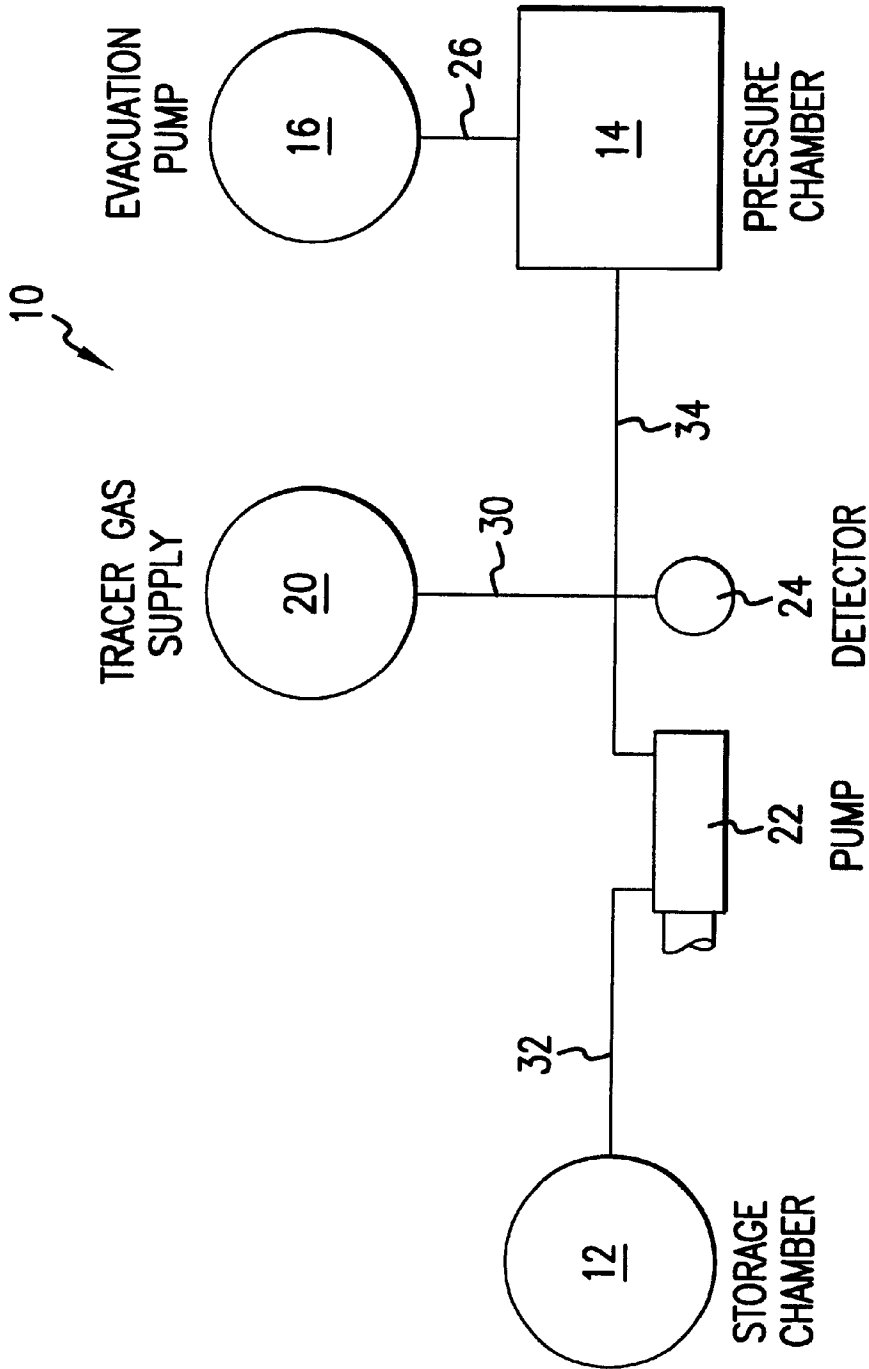 10
EVACUATION
PUMP
16
26
14
PRESSURE
CHAMBER
TRACER GAS
SUPPLY
20
30
34
24
DETECTOR
22
PUMP
32
12
STORAGE
CHAMBER